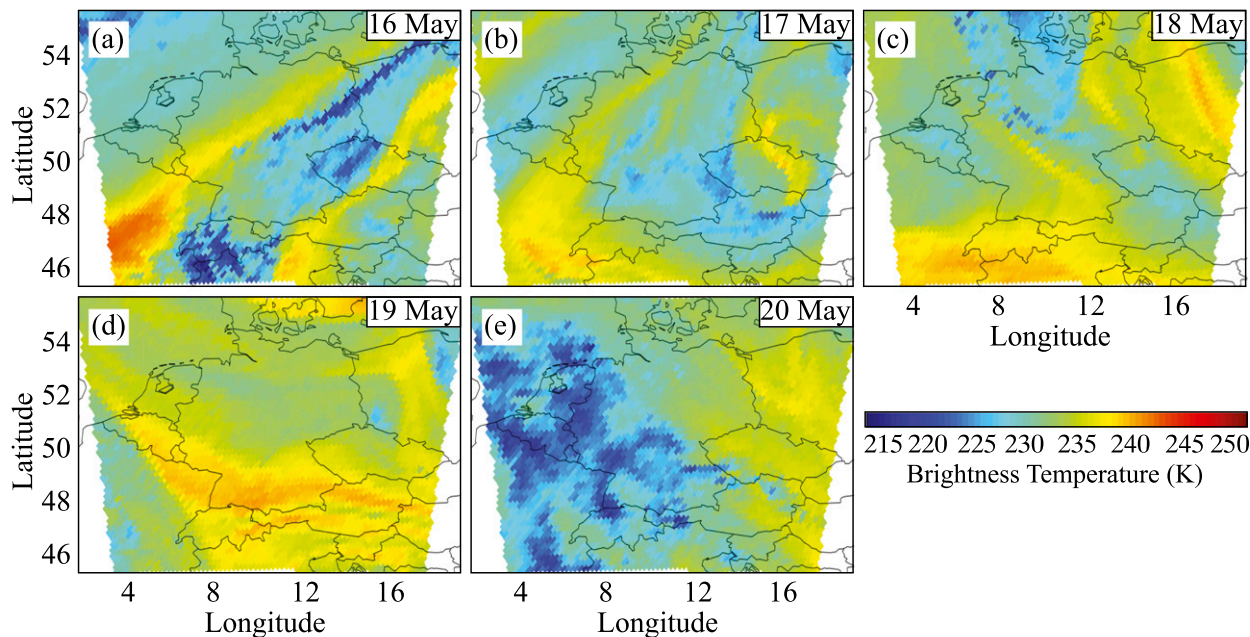 (a) 16 May
(b) 17 May
(c) 18 May
54
52
50
48
46
Latitude
4 8 12 16
Longitude
(d) 19 May
(e) 20 May
54
52
50
48
46
Latitude
4 8 12 16
Longitude
4 8 12 16
Longitude
215 220 225 230 235 240 245 250
Brightness Temperature (K)